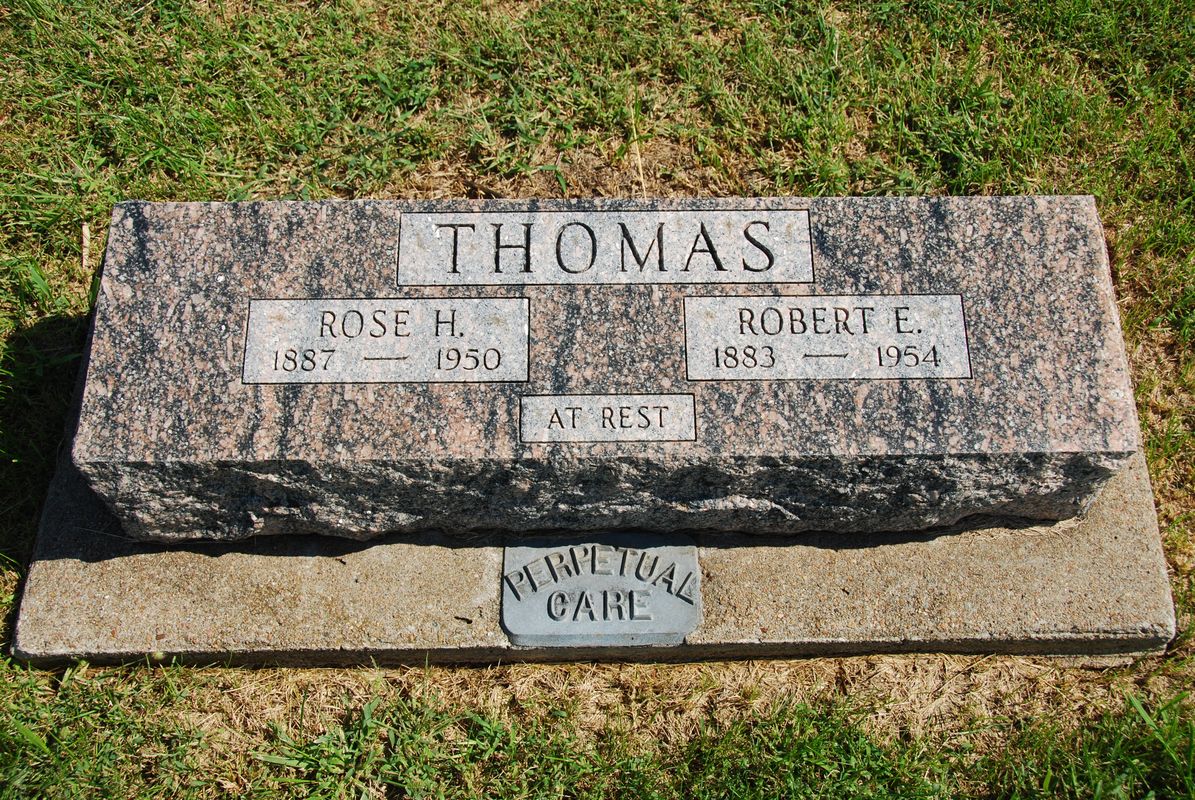 THOMAS
ROSE H.
1887 — 1950
ROBERT E.
1883 — 1954
AT REST
PERPETUAL
CARE